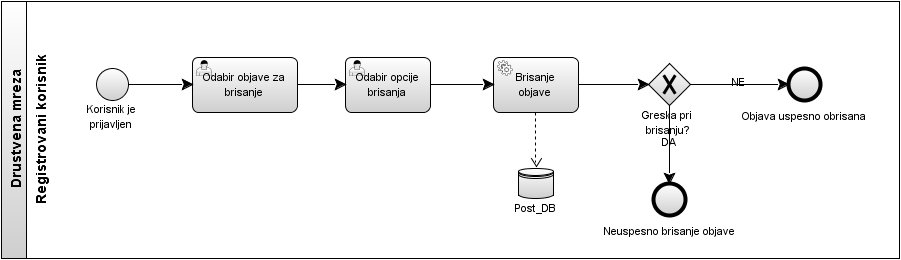 Drustvena mreza
Registrovani korisnik
Korisnik je
prijavljen
Odabir objave za
brisanje
Odabir opcije
brisanja
Brisanje
objave
Post_DB
Greska pri
brisanju?
DA
NE
Objava uspesno obrisana
Neuspesno brisanje objave